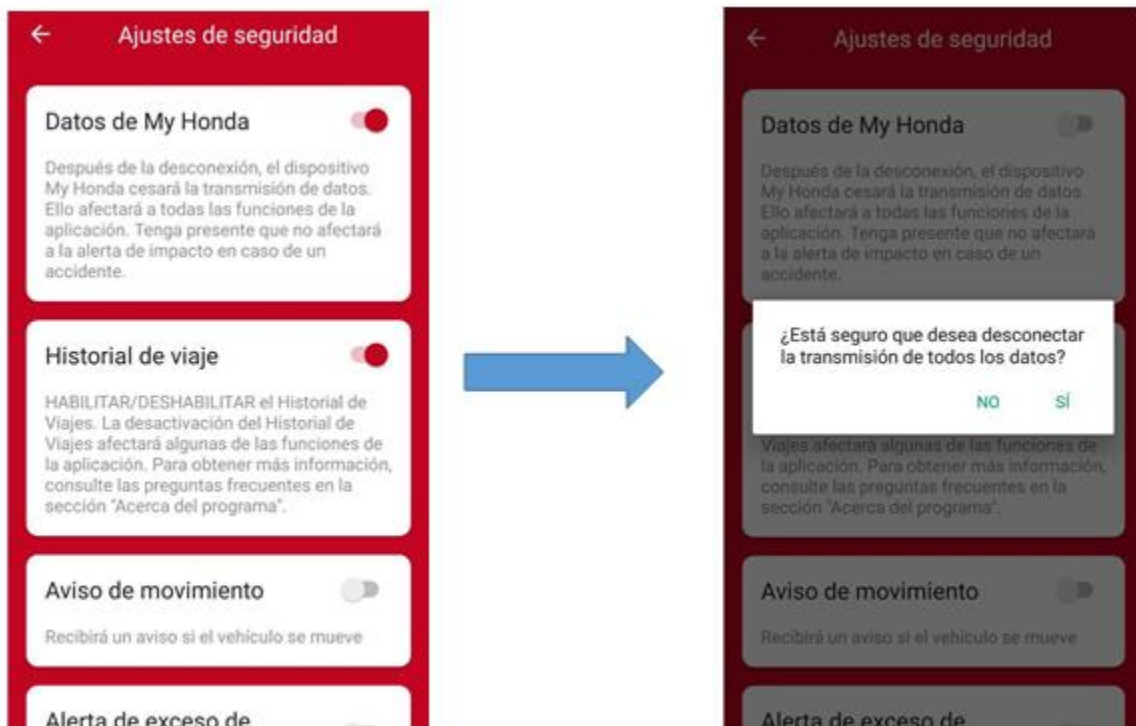 Ajustes de seguridad
Datos de My Honda
Después de la desconexión, el dispositivo
My Honda cesará la transmisión de datos.
Ello afectará a todas las funciones de la
aplicación. Tenga presente que no afectará
a la alerta de impacto en caso de un
accidente.
Historial de viaje
HABILITAR/DESHABILITAR el Historial de
Viajes. La desactivación del Historial de
Viajes afectará algunas de las funciones de
la aplicación. Para obtener más información,
consulte las preguntas frecuentes en la
sección "Acerca del programa".
Aviso de movimiento
Recibirá un aviso si el vehículo se mueve
Alerta de exceso de
Ajustes de seguridad
Datos de My Honda
Después de la desconexión, el dispositivo
My Honda cesará la transmisión de datos.
Ello afectará a todas las funciones de la
aplicación. Tenga presente que no afectará
a la alerta de impacto en caso de un
accidente.
¿Está seguro que desea desconectar
la transmisión de todos los datos?
NO SÍ
Viajes afectará algunas de las funciones de
la aplicación. Para obtener más información,
consulte las preguntas frecuentes en la
sección "Acerca del programa".
Aviso de movimiento
Recibirá un aviso si el vehículo se mueve
Alerta de exceso de